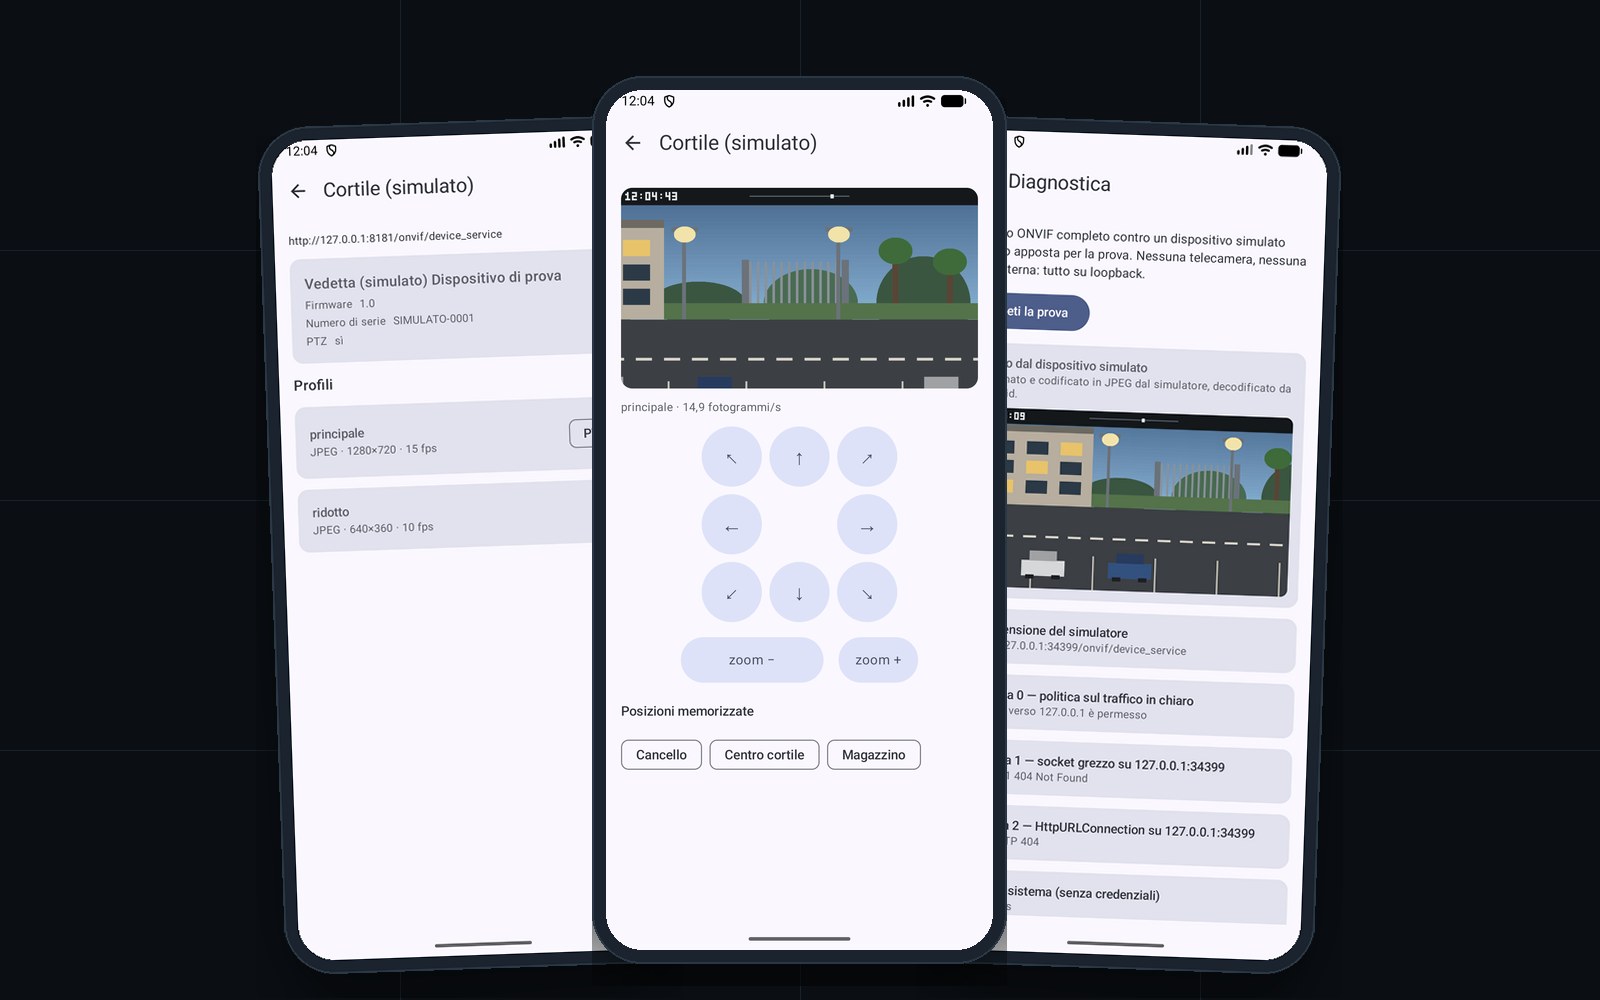 12:04
Cortile (simulato)
http://127.0.0.1:8181/onvif/device_service
Vedetta (simulato) Dispositivo di prova
Firmware 1.0
Numero di serie SIMULATO-0001
PTZ sì
Profili
principale
JPEG · 1280×720 · 15 fps
ridotto
JPEG · 640×360 · 10 fps
12:04
Cortile (simulato)
12:04:43
principale · 14,9 fotogrammi/s
↖ ↑ ↗
← →
↙ ↓ ↘
zoom − zoom +
Posizioni memorizzate
Cancello Centro cortile Magazzino
Diagnostica
ONVIF completo contro un dispositivo simulato
apposta per la prova. Nessuna telecamera, nessuna
tutto su loopback.
la prova
dal dispositivo simulato
e codificato in JPEG dal simulatore, decodificato da
:09
del simulatore
27.0.0.1:34399/onvif/device_service
0 — politica sul traffico in chiaro
verso 127.0.0.1 è permesso
1 — socket grezzo su 127.0.0.1:34399
404 Not Found
2 — HttpURLConnection su 127.0.0.1:34399
404
sistema (senza credenziali)